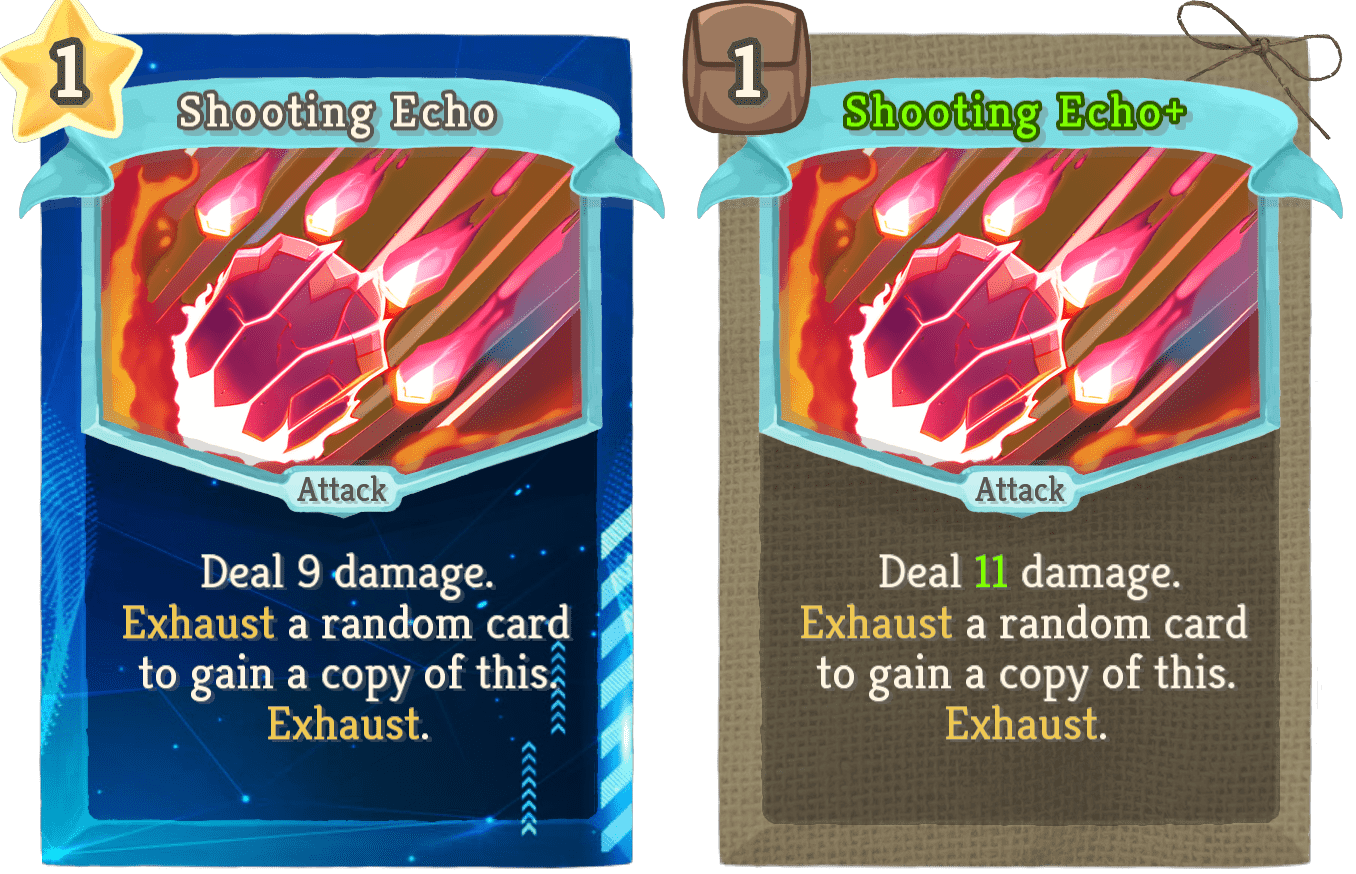 1
Shooting Echo
Attack
Deal 9 damage.
Exhaust a random card
to gain a copy of this.
Exhaust.
1
Shooting Echo+
Attack
Deal 11 damage.
Exhaust a random card
to gain a copy of this.
Exhaust.